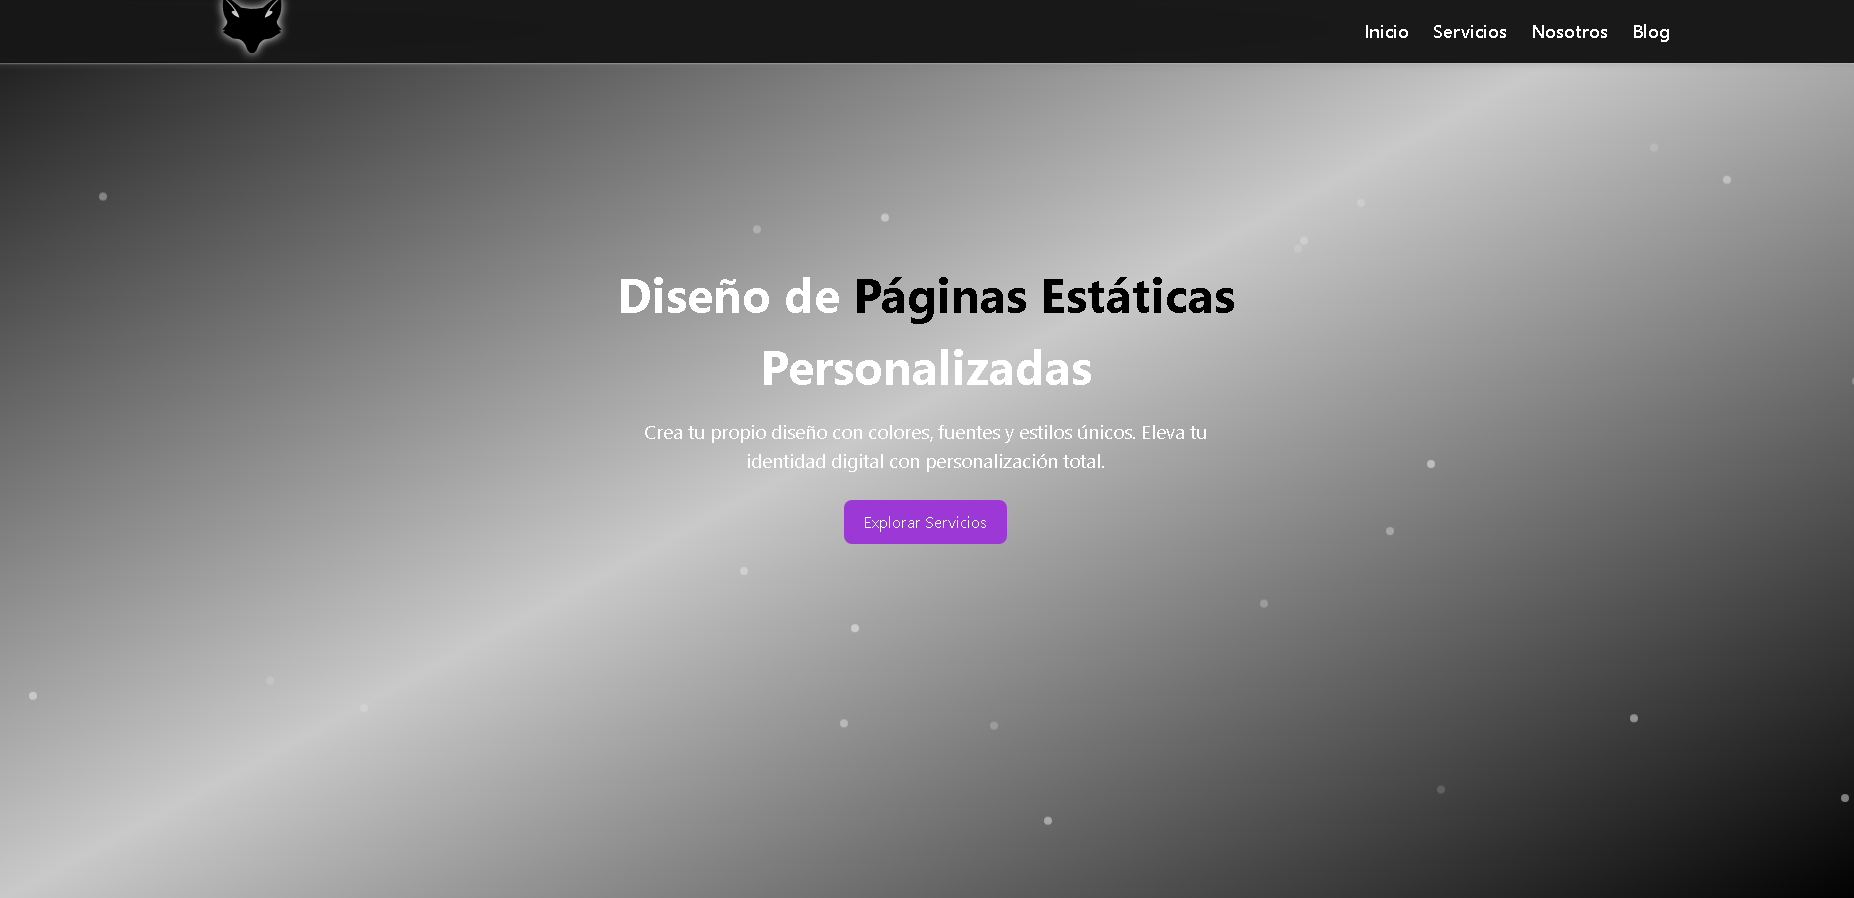 Inicio Servicios Nosotros Blog
Diseño de Páginas Estáticas
Personalizadas
Crea tu propio diseño con colores, fuentes y estilos únicos. Eleva tu
identidad digital con personalización total.
Explorar Servicios